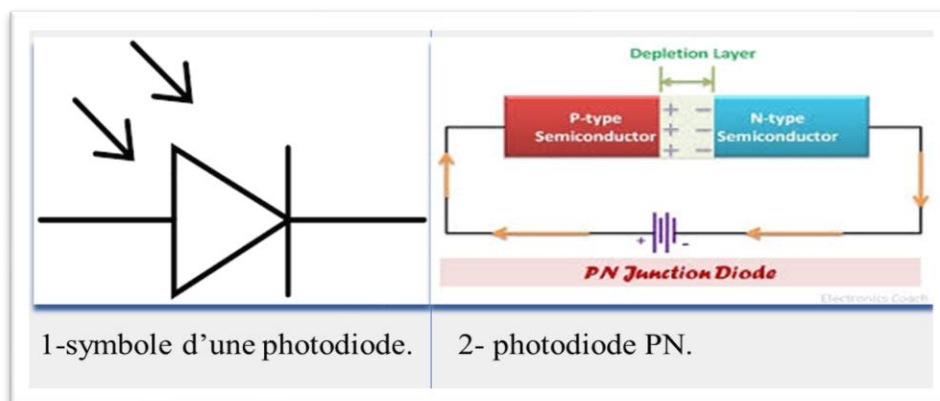 Depletion Layer
P-type
Semiconductor
N-type
Semiconductor
+ −
+ −
+ −
+ -
PN Junction Diode
Electronics Coach
1-symbole d’une photodiode.
2- photodiode PN.